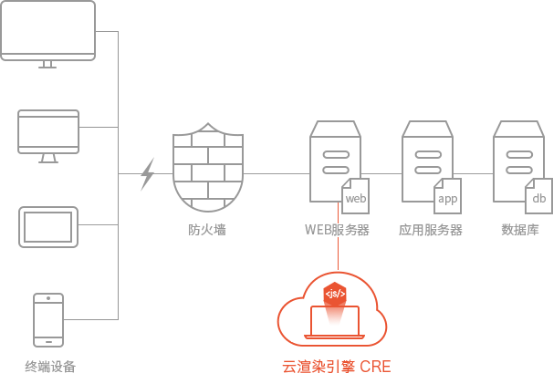 web
app
db
防火墙
WEB服务器
应用服务器
数据库
<js/>
终端设备
云渲染引擎 CRE